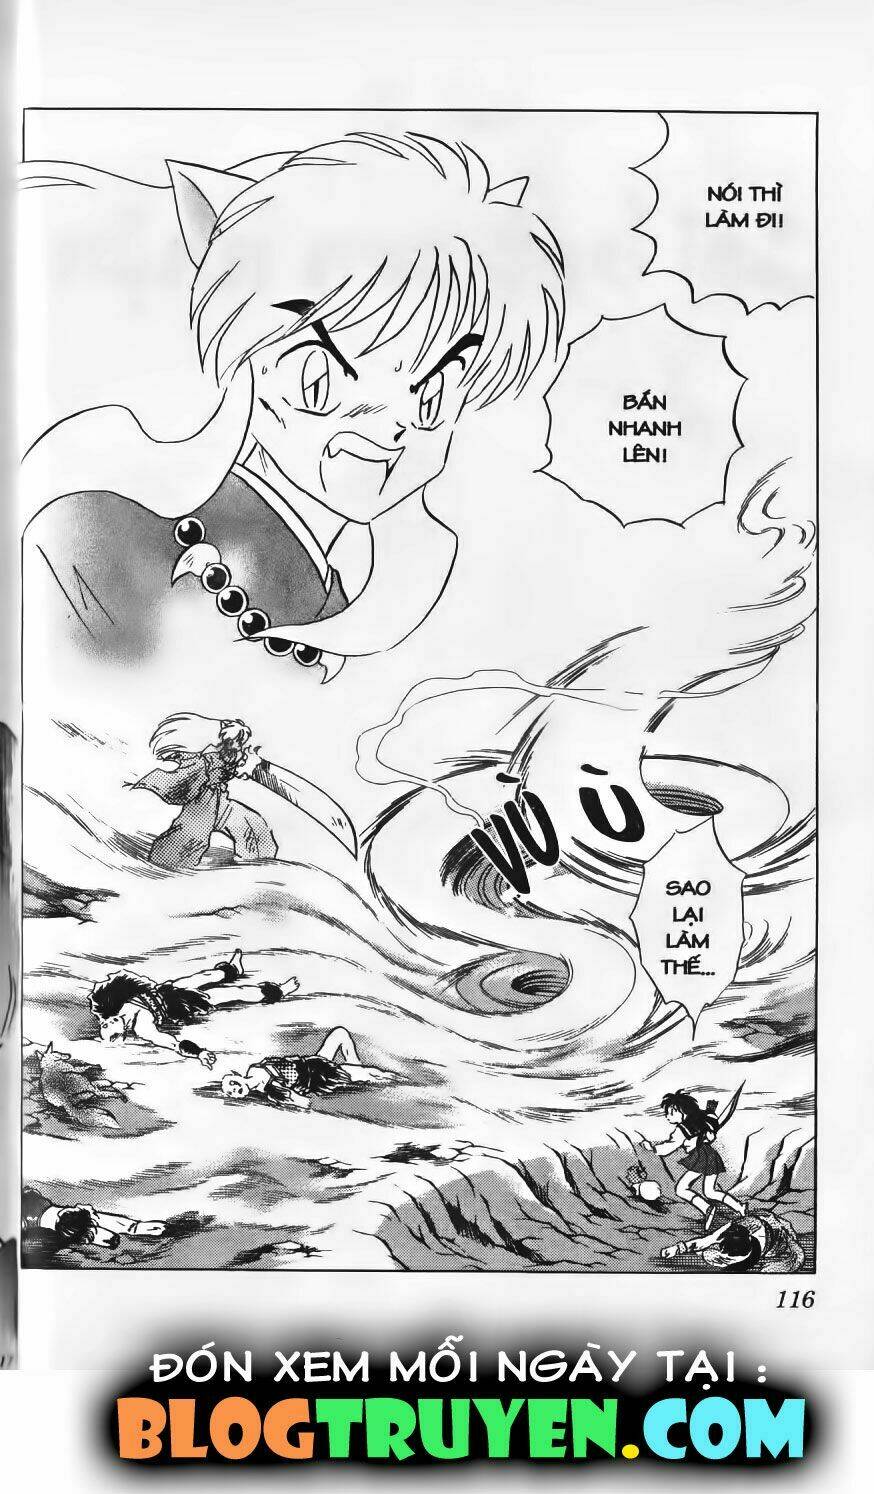 NÓI THÌ
LÀM ĐI!
BẮN
NHANH
LÊN!
VÙ Ù
SAO
LẠI
LÀM
THẾ...
116
ĐÓN XEM MỖI NGÀY TẠI :
BLOGTRUYEN.COM